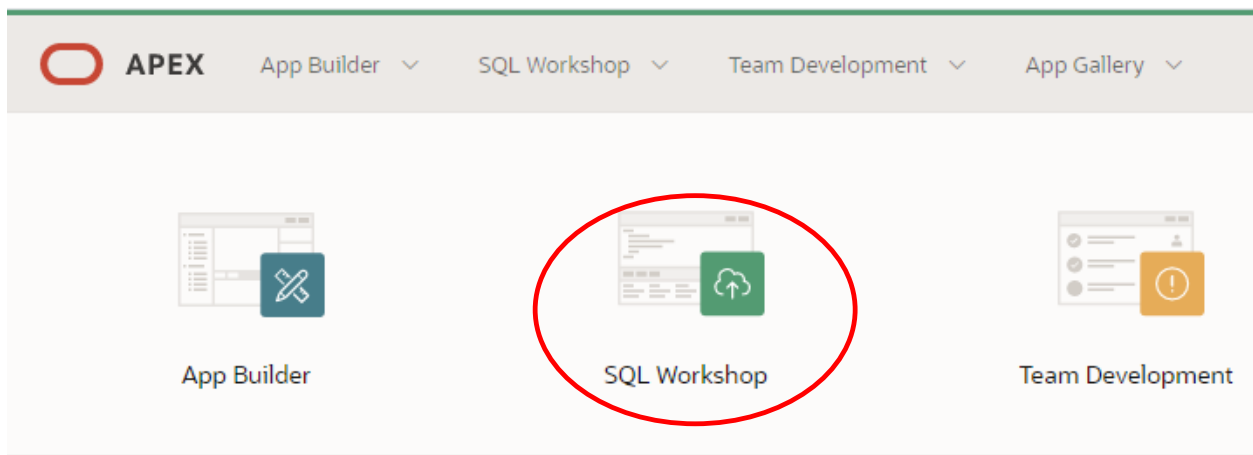 APEX App Builder SQL Workshop Team Development App Gallery
App Builder SQL Workshop Team Development